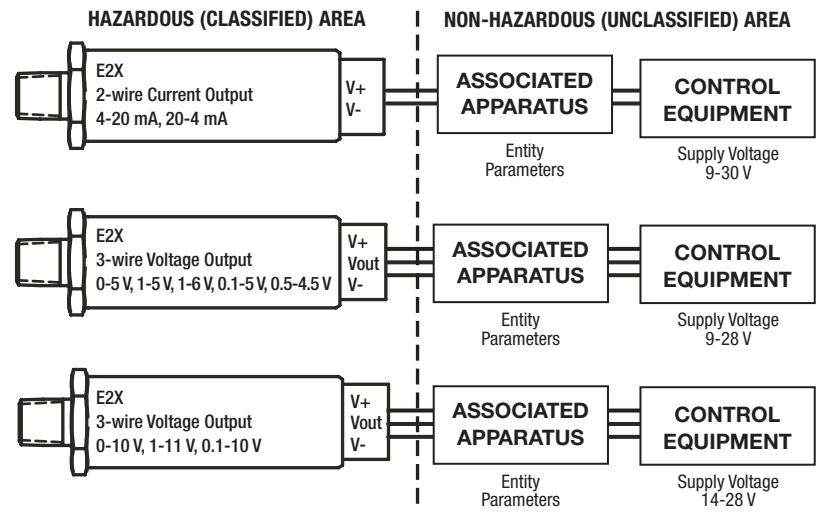 HAZARDOUS (CLASSIFIED) AREA
NON-HAZARDOUS (UNCLASSIFIED) AREA
E2X
2-wire Current Output
4-20 mA, 20-4 mA
V+
V-
ASSOCIATED
APPARATUS
Entity
Parameters
CONTROL
EQUIPMENT
Supply Voltage
9-30 V
E2X
3-wire Voltage Output
0-5 V, 1-5 V, 1-6 V, 0.1-5 V, 0.5-4.5 V
V+
Vout
V-
ASSOCIATED
APPARATUS
Entity
Parameters
CONTROL
EQUIPMENT
Supply Voltage
9-28 V
E2X
3-wire Voltage Output
0-10 V, 1-11 V, 0.1-10 V
V+
Vout
V-
ASSOCIATED
APPARATUS
Entity
Parameters
CONTROL
EQUIPMENT
Supply Voltage
14-28 V